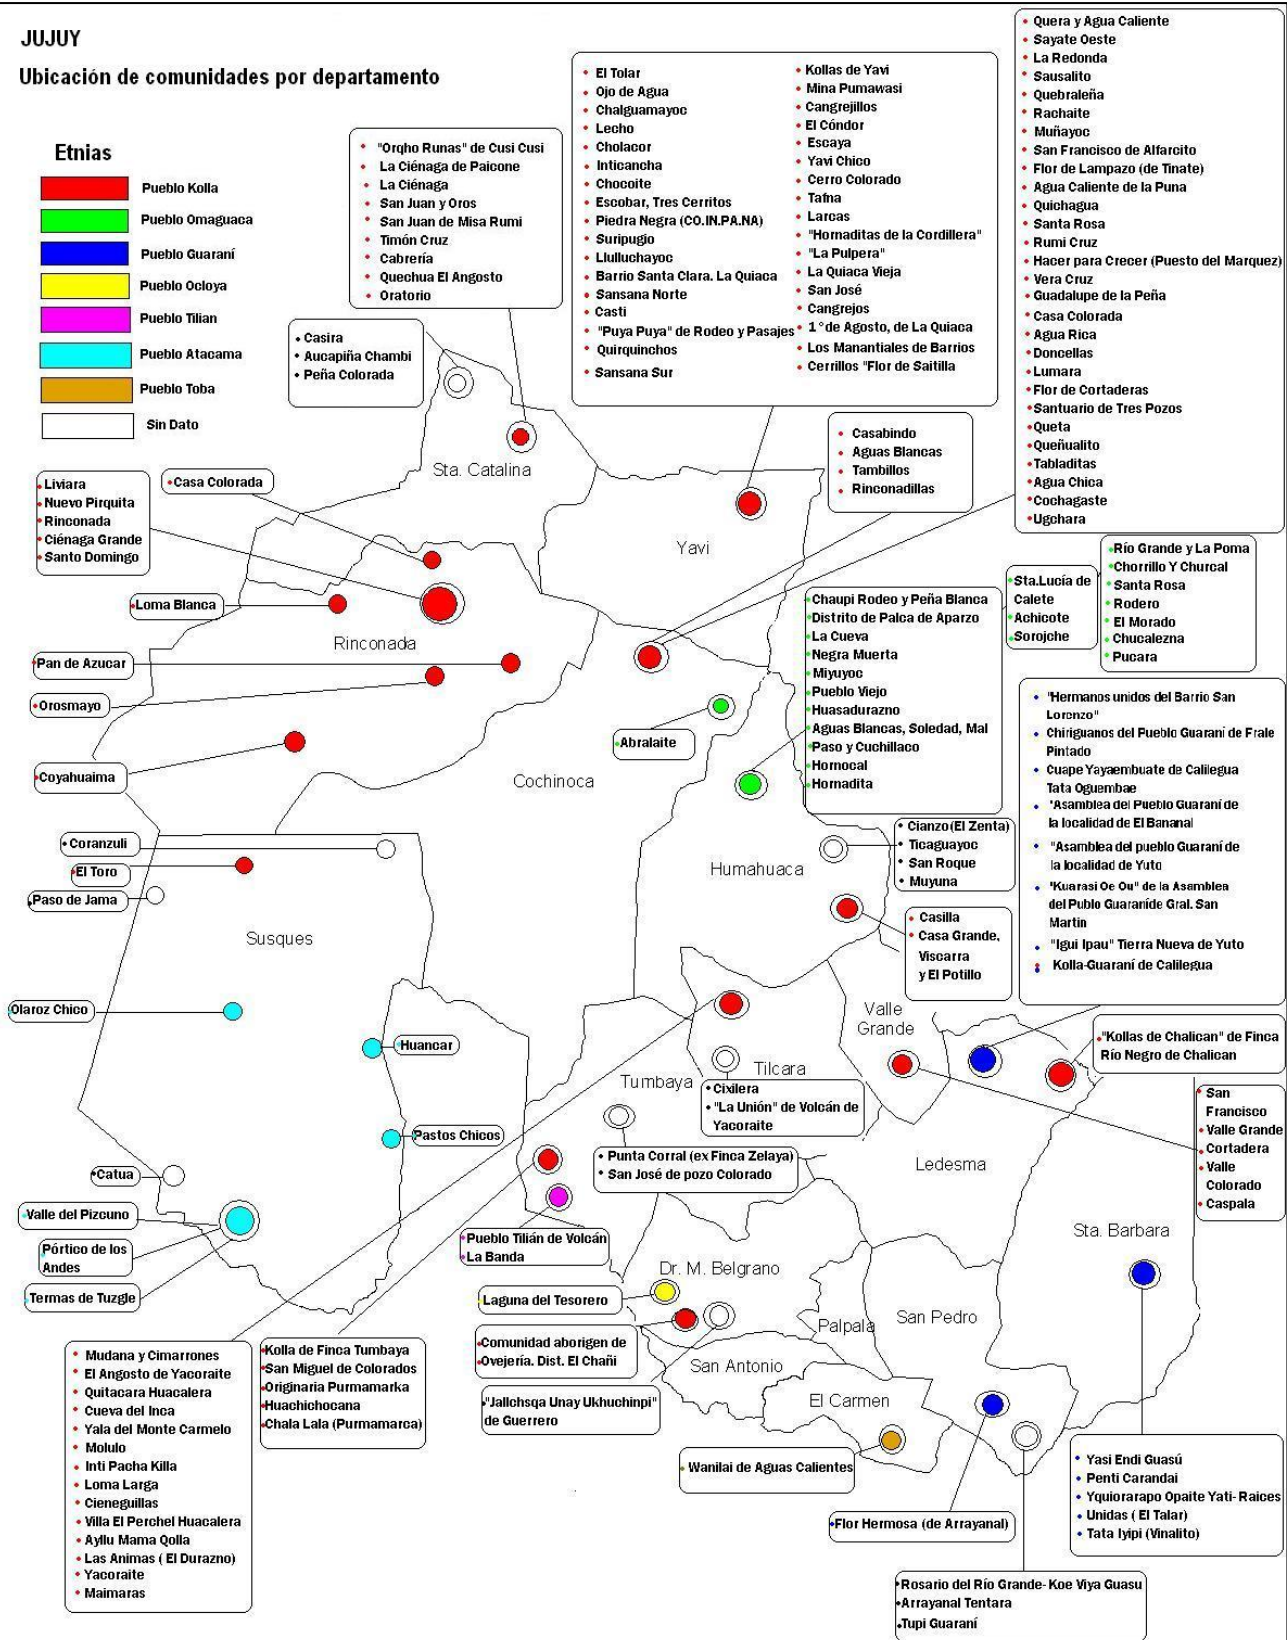 JUJUY
Ubicación de comunidades por departamento
Etnias
Pueblo Kolla
Pueblo Omaguaca
Pueblo Guaraní
Pueblo Ocloya
Pueblo Tilian
Pueblo Atacama
Pueblo Toba
Sin Dato
"Orqho Runas" de Cusi Cusi
La Ciénaga de Paicone
La Ciénaga
San Juan y Oros
San Juan de Misa Rumi
Timón Cruz
Cabrería
Quechua El Angosto
Oratorio
Casira
Aucapiña Chambi
Peña Colorada
El Tolar
Ojo de Agua
Chalguamayoc
Lecho
Cholacor
Inticancha
Chocoite
Escobar, Tres Cerritos
Piedra Negra (CO.IN.PA.NA)
Suripugio
Llulluchayoc
Barrio Santa Clara. La Quiaca
Sansana Norte
Casti
"Puya Puya" de Rodeo y Pasajes
Quirquinchos
Sansana Sur
Kollas de Yavi
Mina Pumawasi
Cangrejillos
El Cóndor
Escaya
Yavi Chico
Cerro Colorado
Tafna
Larcas
"Hornaditas de la Cordillera"
"La Pulpera"
La Quiaca Vieja
San José
Cangrejos
1°de Agosto, de La Quiaca
Los Manantiales de Barrios
Cerrillos "Flor de Saitilla
Quera y Agua Caliente
Sayate Oeste
La Redonda
Sausalito
Quebraleña
Rachaite
Muñayoc
San Francisco de Alfarcito
Flor de Lampazo (de Tinate)
Agua Caliente de la Puna
Quichagua
Santa Rosa
Rumi Cruz
Hacer para Crecer (Puesto del Marquez)
Vera Cruz
Guadalupe de la Peña
Casa Colorada
Agua Rica
Doncellas
Lumara
Flor de Cortaderas
Santuario de Tres Pozos
Queta
Queñualito
Tabladitas
Agua Chica
Cochagaste
Ugchara
Casabindo
Aguas Blancas
Tambillos
Rinconadillas
Liviara
Nuevo Pirquita
Rinconada
Ciénaga Grande
Santo Domingo
Casa Colorada
Loma Blanca
Pan de Azucar
Orosmayo
Coyahuaima
Sta. Catalina
Yavi
Rinconada
Cochinoca
Abralaite
Chaupi Rodeo y Peña Blanca
Distrito de Palca de Aparzo
La Cueva
Negra Muerta
Miyuyoc
Pueblo Viejo
Huasadurazno
Aguas Blancas, Soledad, Mal
Paso y Cuchillaco
Hornocal
Hornadita
Sta.Lucía de
Calete
Achicote
Sorojche
Río Grande y La Poma
Chorrillo Y Churcal
Santa Rosa
Rodero
El Morado
Chucalezna
Pucara
"Hermanos unidos del Barrio San
Lorenzo"
Chiriguanos del Pueblo Guaraní de Frale
Pintado
Cuape Yayaembuate de Calilegua
Tata Oguembae
"Asamblea del Pueblo Guaraní de
la localidad de El Bananal
"Asamblea del pueblo Guaraní de
la localidad de Yuto
"Kuarasi Oe Ou" de la Asamblea
del Publo Guaraníde Gral. San
Martin
"Igui Ipau" Tierra Nueva de Yuto
Kolla-Guaraní de Calilegua
Coranzuli
El Toro
Paso de Jama
Susques
Humahuaca
Cianzo(El Zenta)
Ticaguayoc
San Roque
Muyuna
Casilla
Casa Grande,
Viscarra
y El Potillo
Olaroz Chico
Huancar
Pastos Chicos
Catua
Valle del Pizcuno
Pórtico de los
Andes
Termas de Tuzgle
Valle
Grande
Tilcara
Tumbaya
Cixilera
"La Unión" de Volcán de
Yacoraite
Punta Corral (ex Finca Zelaya)
San José de pozo Colorado
"Kollas de Chalican" de Finca
Río Negro de Chalican
San
Francisco
Valle Grande
Cortadera
Valle
Colorado
Caspala
Ledesma
Sta. Barbara
Pueblo Tilián de Volcán
La Banda
Dr. M. Belgrano
Laguna del Tesorero
Comunidad aborigen de
Ovejería. Dist. El Chañi
"Jallchsqa Unay Ukhuchinpi"
de Guerrero
Palpala
San Pedro
San Antonio
El Carmen
Wanilai de Aguas Calientes
Flor Hermosa (de Arrayanal)
Mudana y Cimarrones
El Angosto de Yacoraite
Quitacara Huacalera
Cueva del Inca
Yala del Monte Carmelo
Molulo
Inti Pacha Killa
Loma Larga
Cieneguillas
Villa El Perchel Huacalera
Ayllu Mama Qolla
Las Animas ( El Durazno)
Yacoraite
Maimaras
Kolla de Finca Tumbaya
San Miguel de Colorados
Originaria Purmamarka
Huachichocana
Chala Lala (Purmamarca)
Yasi Endi Guasú
Penti Carandai
Yquiorarapo Opaite Yati- Raices
Unidas ( El Talar)
Tata Iyipi (Vinalito)
Rosario del Río Grande- Koe Viya Guasu
Arrayanal Tentara
Tupi Guaraní